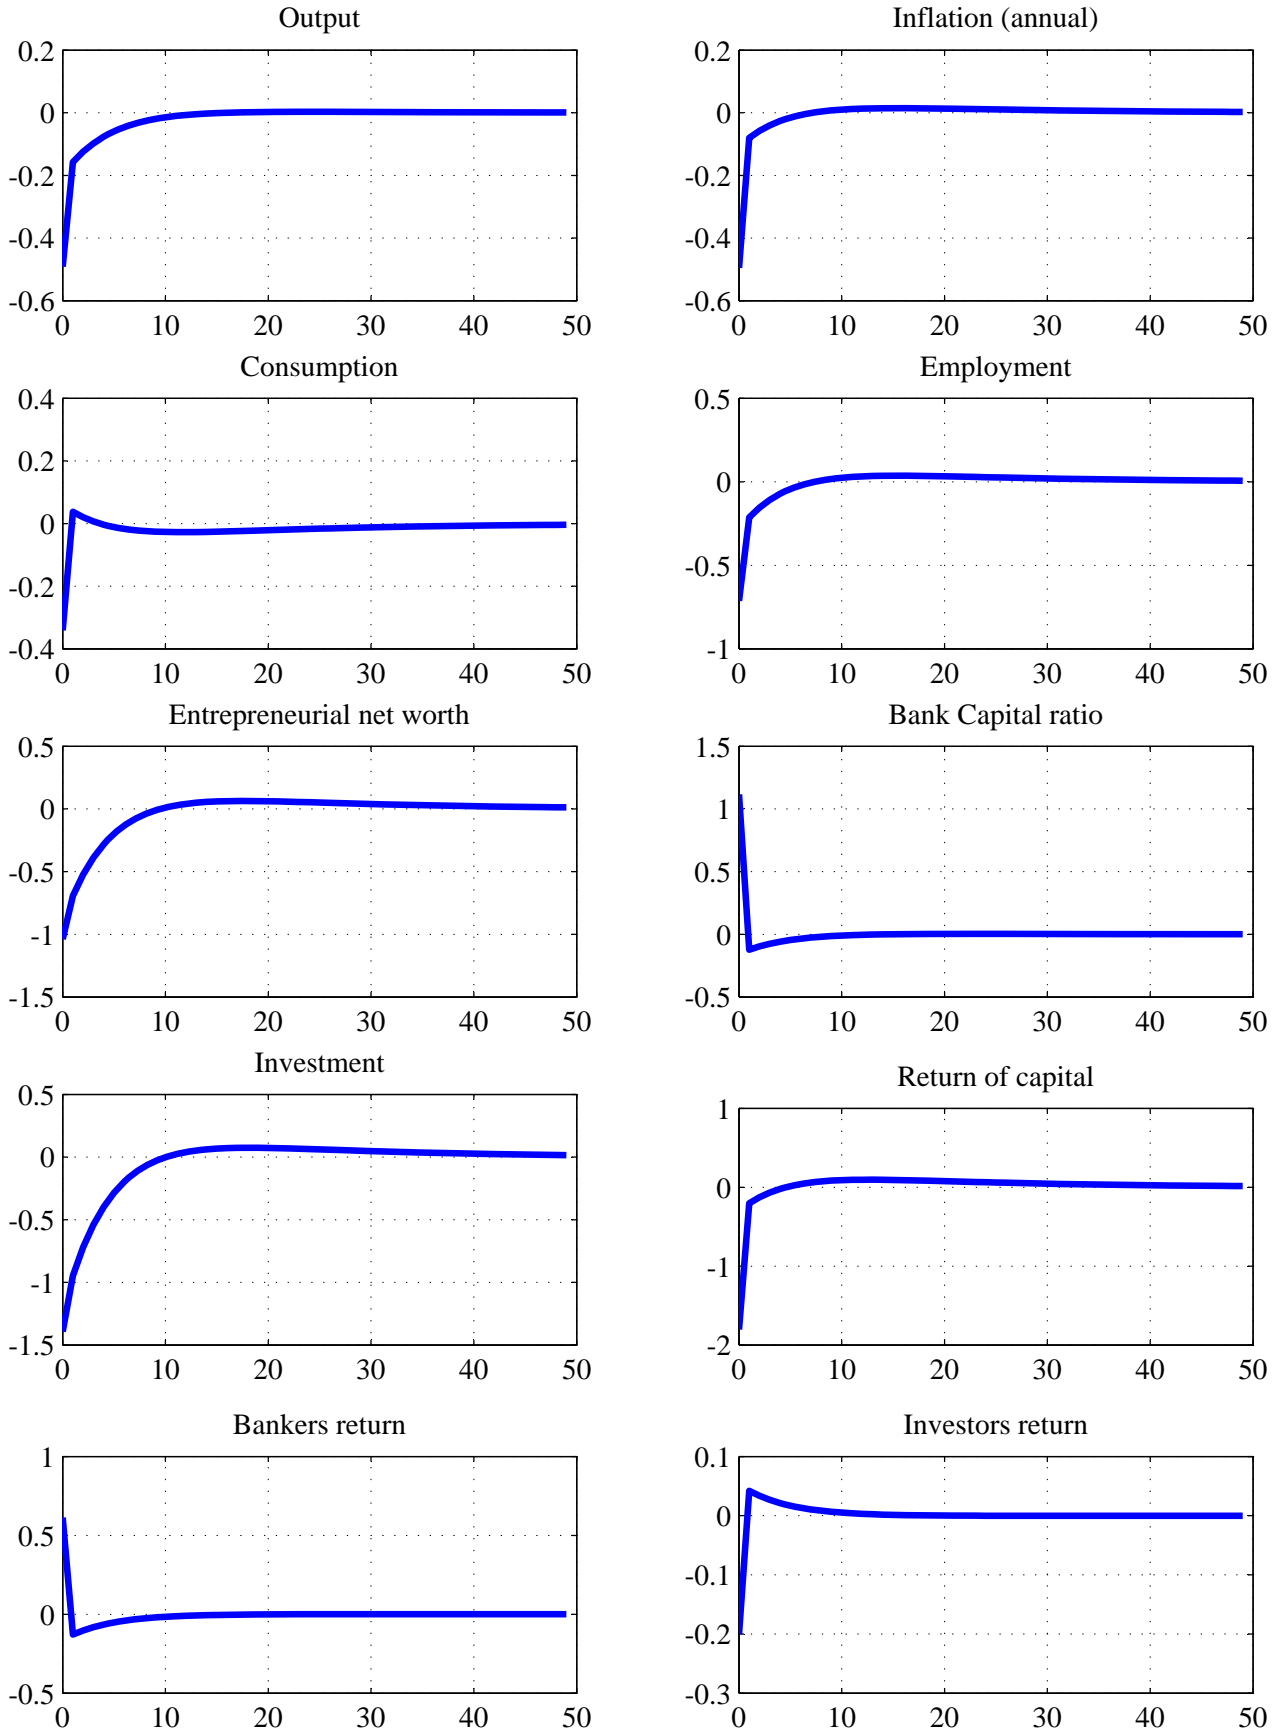 Output
0.2
0
-0.2
-0.4
-0.6
0 10 20 30 40 50
Inflation (annual)
0.2
0
-0.2
-0.4
-0.6
0 10 20 30 40 50
Consumption
0.4
0.2
0
-0.2
-0.4
0 10 20 30 40 50
Employment
0.5
0
-0.5
-1
0 10 20 30 40 50
Entrepreneurial net worth
0.5
0
-0.5
-1
-1.5
0 10 20 30 40 50
Bank Capital ratio
1.5
1
0.5
0
-0.5
0 10 20 30 40 50
Investment
0.5
0
-0.5
-1
-1.5
0 10 20 30 40 50
Return of capital
1
0
-1
-2
0 10 20 30 40 50
Bankers return
1
0.5
0
-0.5
0 10 20 30 40 50
Investors return
0.1
0
-0.1
-0.2
-0.3
0 10 20 30 40 50